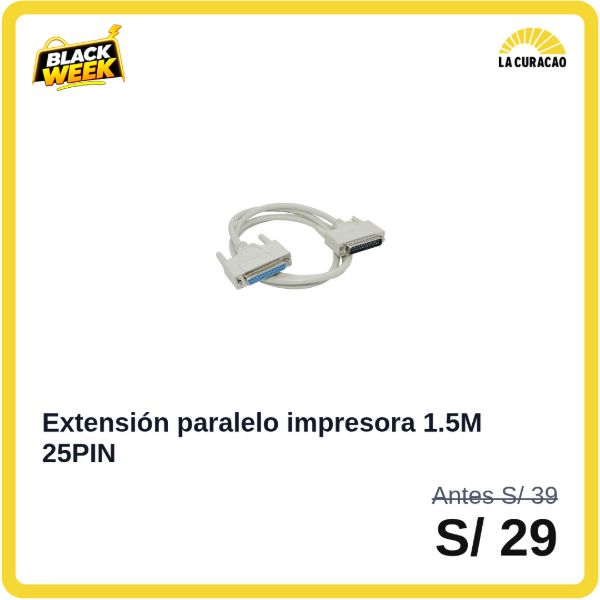 BLACK
WEEK
LA CURACAO
Extensión paralelo impresora 1.5M
25PIN
Antes S/ 39
S/ 29